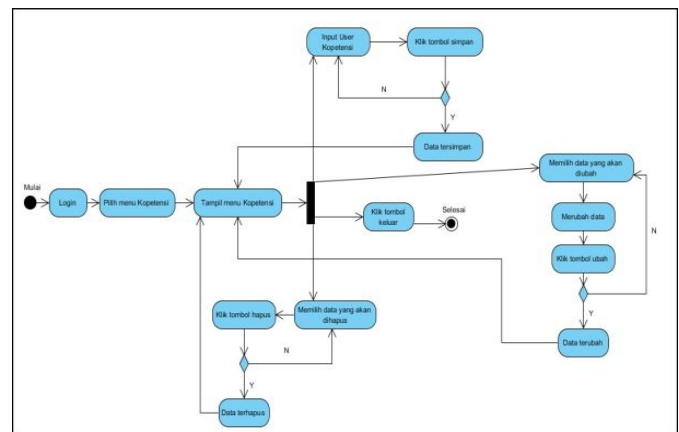 Input User
Kopetensi
Klik tombol simpan
N
Y
Data tersimpan
Memilih data yang akan
diubah
Mulai
Login
Pilih menu Kopetensi
Tampil menu Kopetensi
Klik tombol
keluar
Selesai
Merubah data
N
Klik tombol ubah
Y
Data terubah
Klik tombol hapus
Memilih data yang akan
dihapus
N
Y
Data terhapus